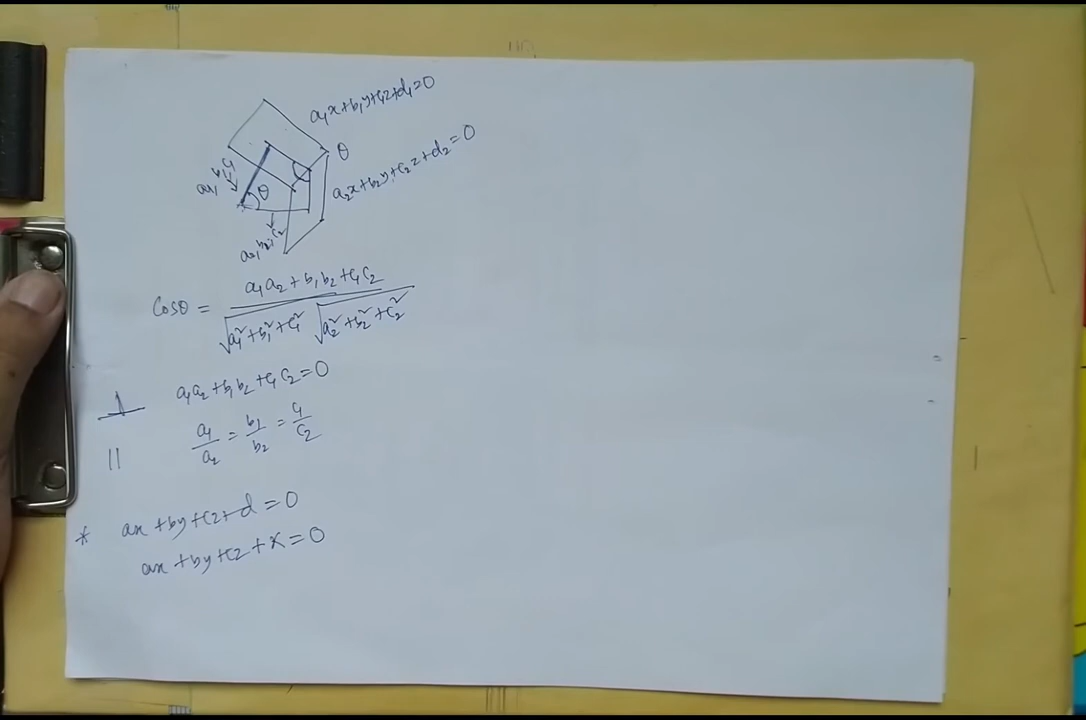 a₁x+b₁y+c₁z+d₁=0
θ
a₂x+b₂y+c₂z+d₂=0
a₁, b₁, c₁
θ
a₂, b₂, c₂
Cosθ = (a₁a₂ + b₁b₂ + c₁c₂) / (√(a₁²+b₁²+c₁²) √(a₂²+b₂²+c₂²))
⊥ a₁a₂+b₁b₂+c₁c₂=0
|| a₁/a₂ = b₁/b₂ = c₁/c₂
* ax+by+cz+d=0
ax+by+cz+K=0